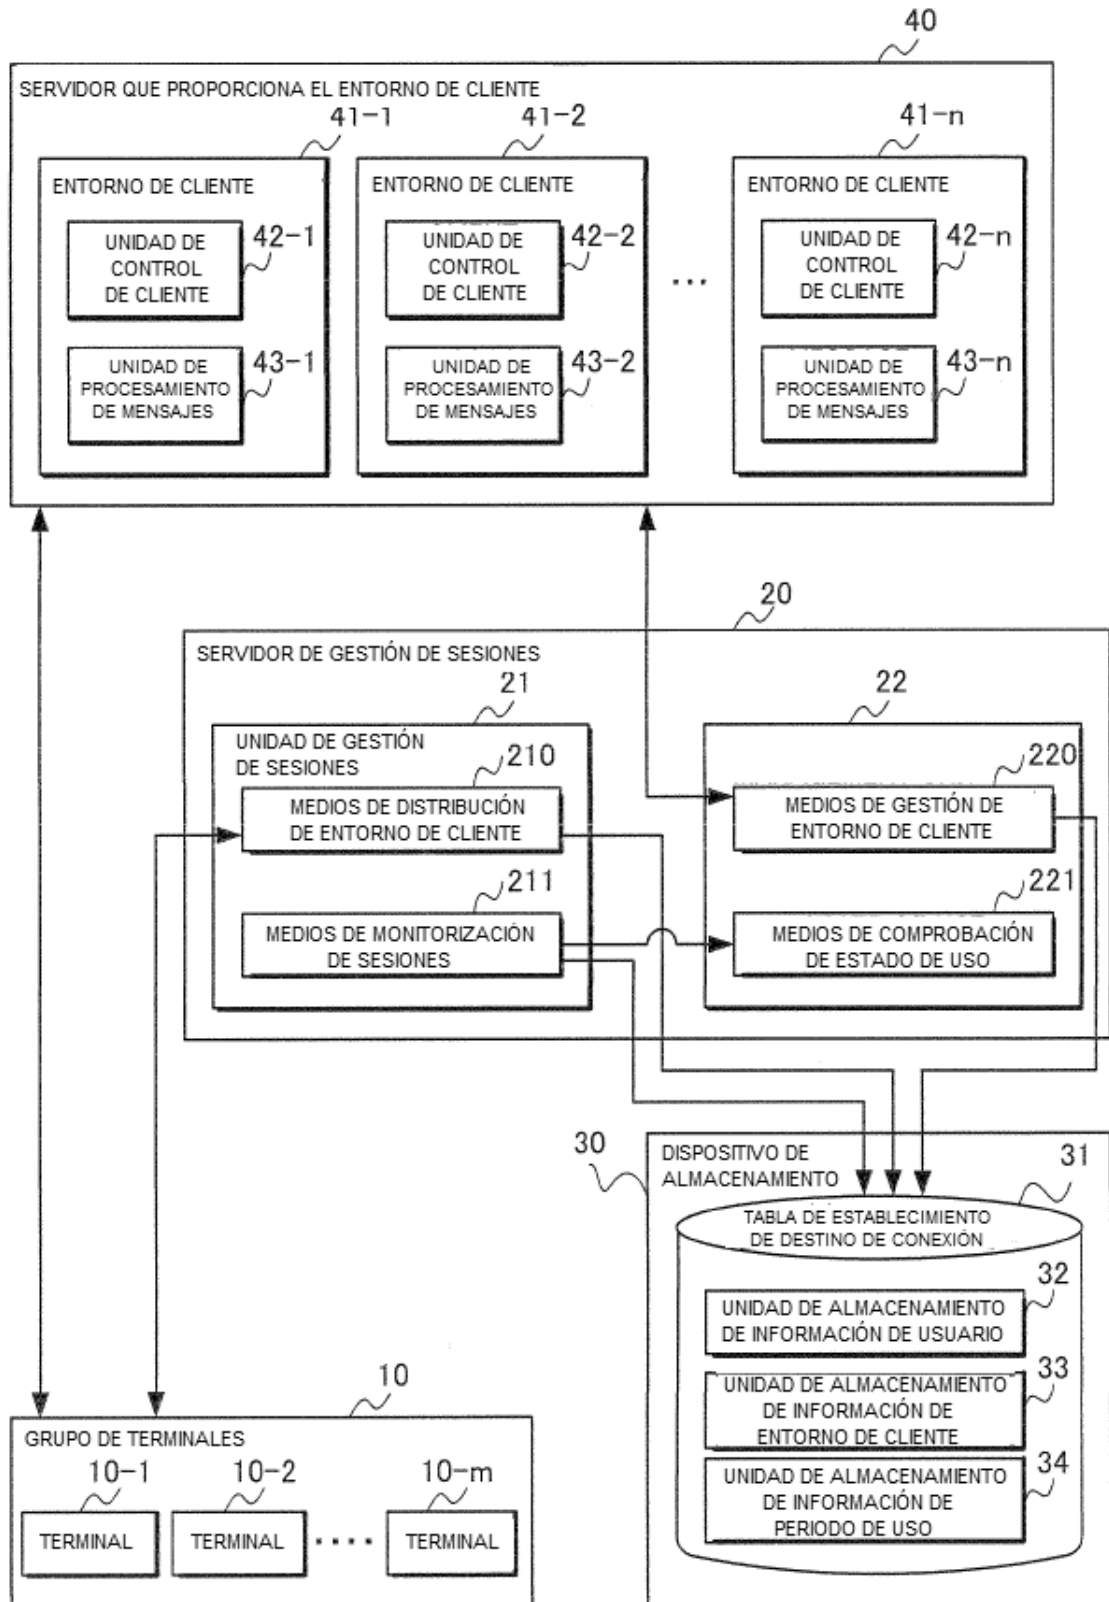 40
SERVIDOR QUE PROPORCIONA EL ENTORNO DE CLIENTE
41-1
41-2
41-n
ENTORNO DE CLIENTE
ENTORNO DE CLIENTE
ENTORNO DE CLIENTE
UNIDAD DE
CONTROL
DE CLIENTE
42-1
UNIDAD DE
CONTROL
DE CLIENTE
42-2
...
UNIDAD DE
CONTROL
DE CLIENTE
42-n
UNIDAD DE
PROCESAMIENTO
DE MENSAJES
43-1
UNIDAD DE
PROCESAMIENTO
DE MENSAJES
43-2
UNIDAD DE
PROCESAMIENTO
DE MENSAJES
43-n
20
SERVIDOR DE GESTIÓN DE SESIONES
21
UNIDAD DE GESTIÓN
DE SESIONES
210
MEDIOS DE DISTRIBUCIÓN
DE ENTORNO DE CLIENTE
211
MEDIOS DE MONITORIZACIÓN
DE SESIONES
22
220
MEDIOS DE GESTIÓN DE
ENTORNO DE CLIENTE
221
MEDIOS DE COMPROBACIÓN
DE ESTADO DE USO
30
DISPOSITIVO DE
ALMACENAMIENTO
31
TABLA DE ESTABLECIMIENTO
DE DESTINO DE CONEXIÓN
32
UNIDAD DE ALMACENAMIENTO
DE INFORMACIÓN DE USUARIO
33
UNIDAD DE ALMACENAMIENTO
DE INFORMACIÓN DE
ENTORNO DE CLIENTE
34
UNIDAD DE ALMACENAMIENTO
DE INFORMACIÓN DE
PERIODO DE USO
10
GRUPO DE TERMINALES
10-1
10-2
10-m
TERMINAL
TERMINAL
....
TERMINAL